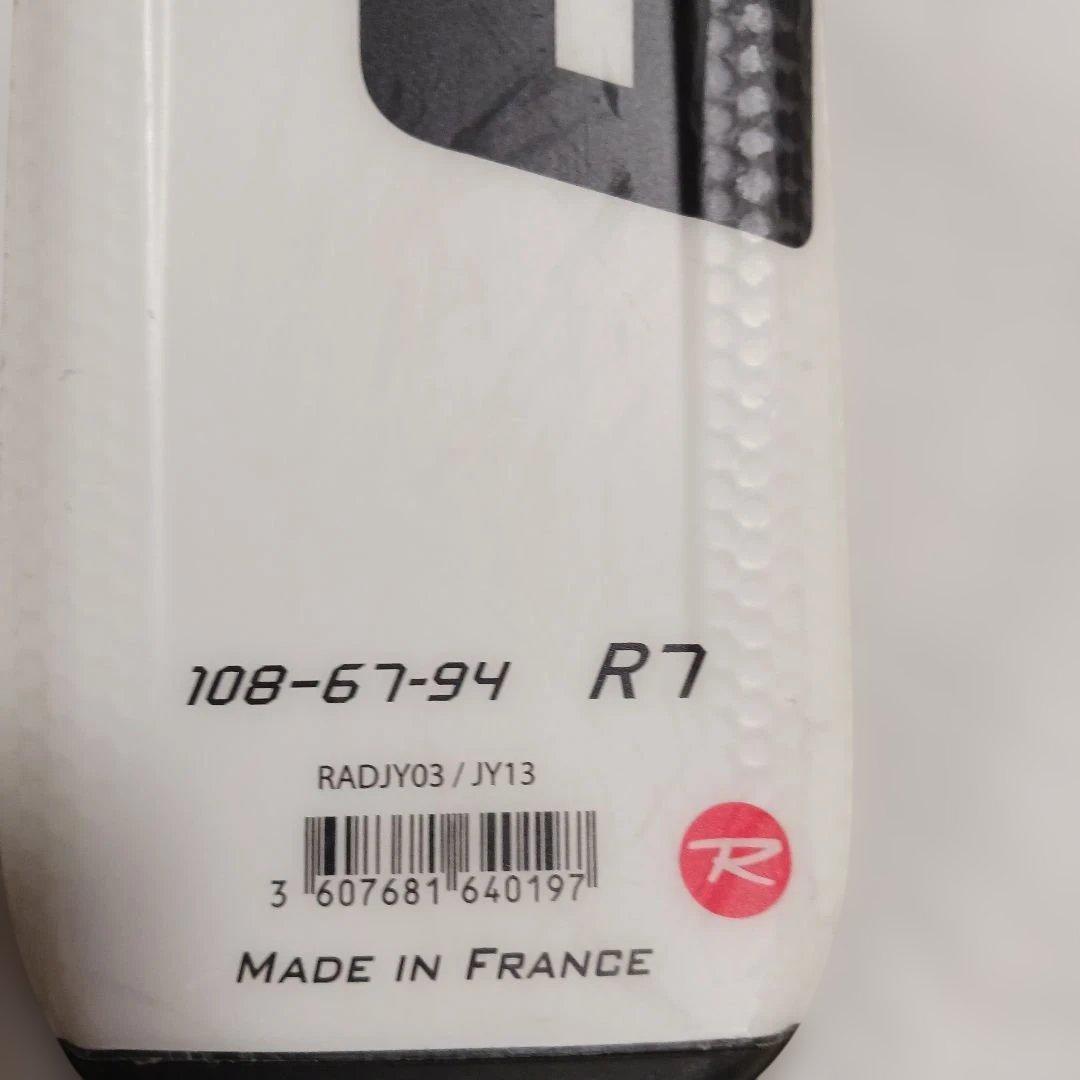 108-67-94 R7
RADJY03 / JY13
3 607681 640197
R
MADE IN FRANCE